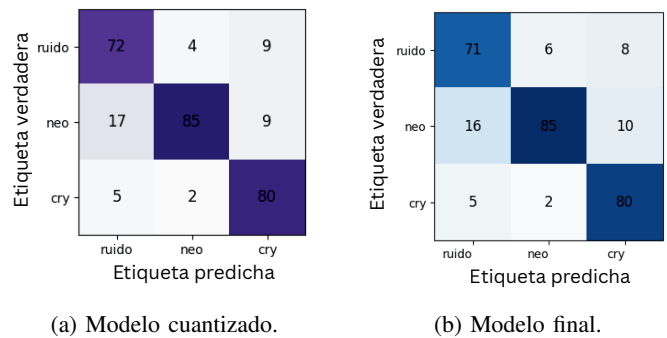 Etiqueta verdadera
ruido 72 4 9
neo 17 85 9
cry 5 2 80
ruido neo cry
Etiqueta predicha
(a) Modelo cuantizado.
Etiqueta verdadera
ruido 71 6 8
neo 16 85 10
cry 5 2 80
ruido neo cry
Etiqueta predicha
(b) Modelo final.